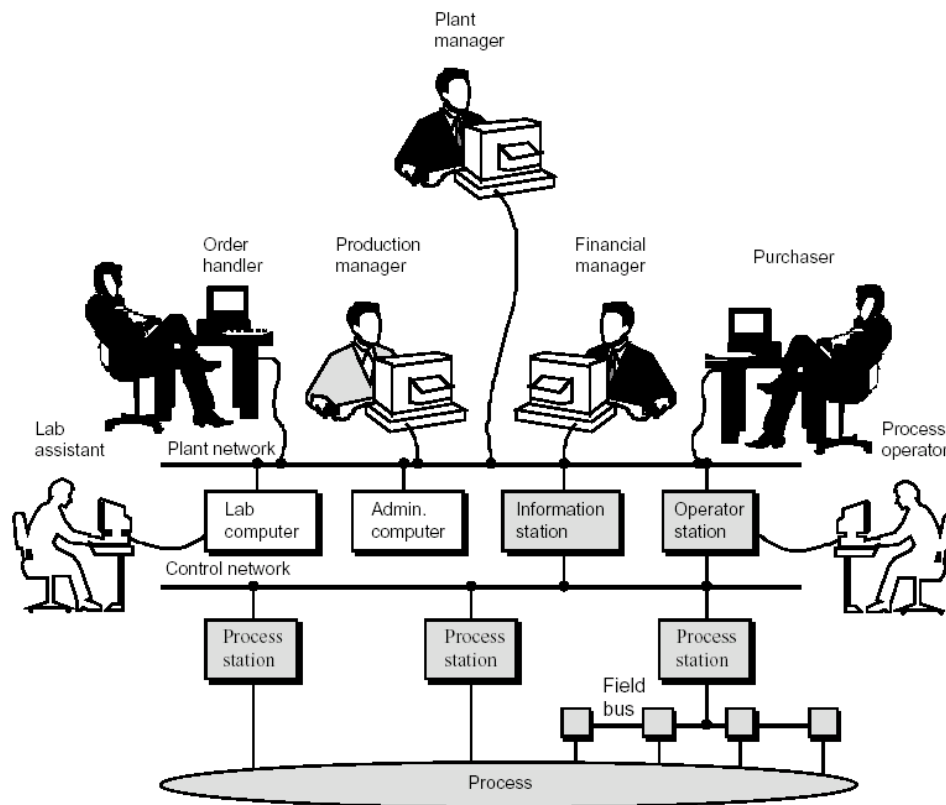 Plant
manager
Order
handler
Production
manager
Financial
manager
Purchaser
Lab
assistant
Plant network
Process
operator
Lab
computer
Admin.
computer
Information
station
Operator
station
Control network
Process
station
Process
station
Process
station
Field
bus
Process